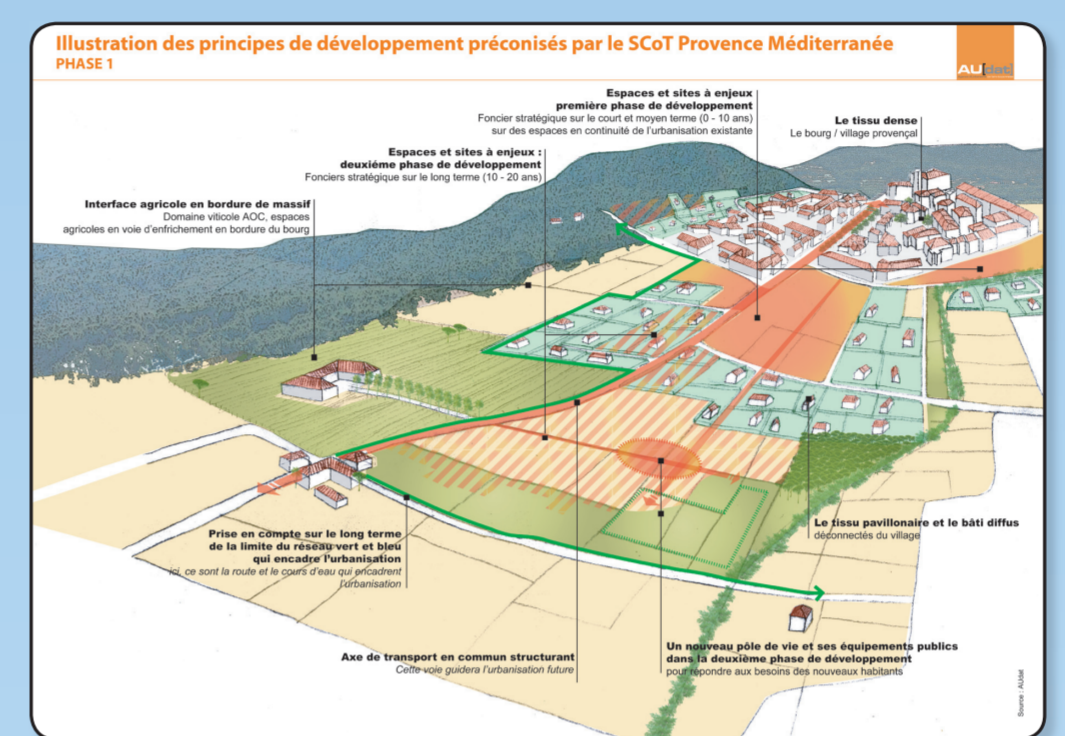 Illustration des principes de développement préconisés par le SCoT Provence Méditerranée
PHASE 1
AU[dat]
Espaces et sites à enjeux
première phase de développement
Foncier stratégique sur le court et moyen terme (0 - 10 ans)
sur des espaces en continuité de l'urbanisation existante
Le tissu dense
Le bourg / village provençal
Espaces et sites à enjeux :
deuxiéme phase de développement
Fonciers stratégique sur le long terme (10 - 20 ans)
Interface agricole en bordure de massif
Domaine viticole AOC, espaces
agricoles en voie d'enfrichement en bordure du bourg
Prise en compte sur le long terme
de la limite du réseau vert et bleu
qui encadre l'urbanisation
ici, ce sont la route et le cours d'eau qui encadrent
l'urbanisation
Le tissu pavillonaire et le bâti diffus
déconnectés du village
Axe de transport en commun structurant
Cette voie guidera l'urbanisation future
Un nouveau pôle de vie et ses équipements publics
dans la deuxième phase de développement
pour répondre aux besoins des nouveaux habitants
Source : AUdat